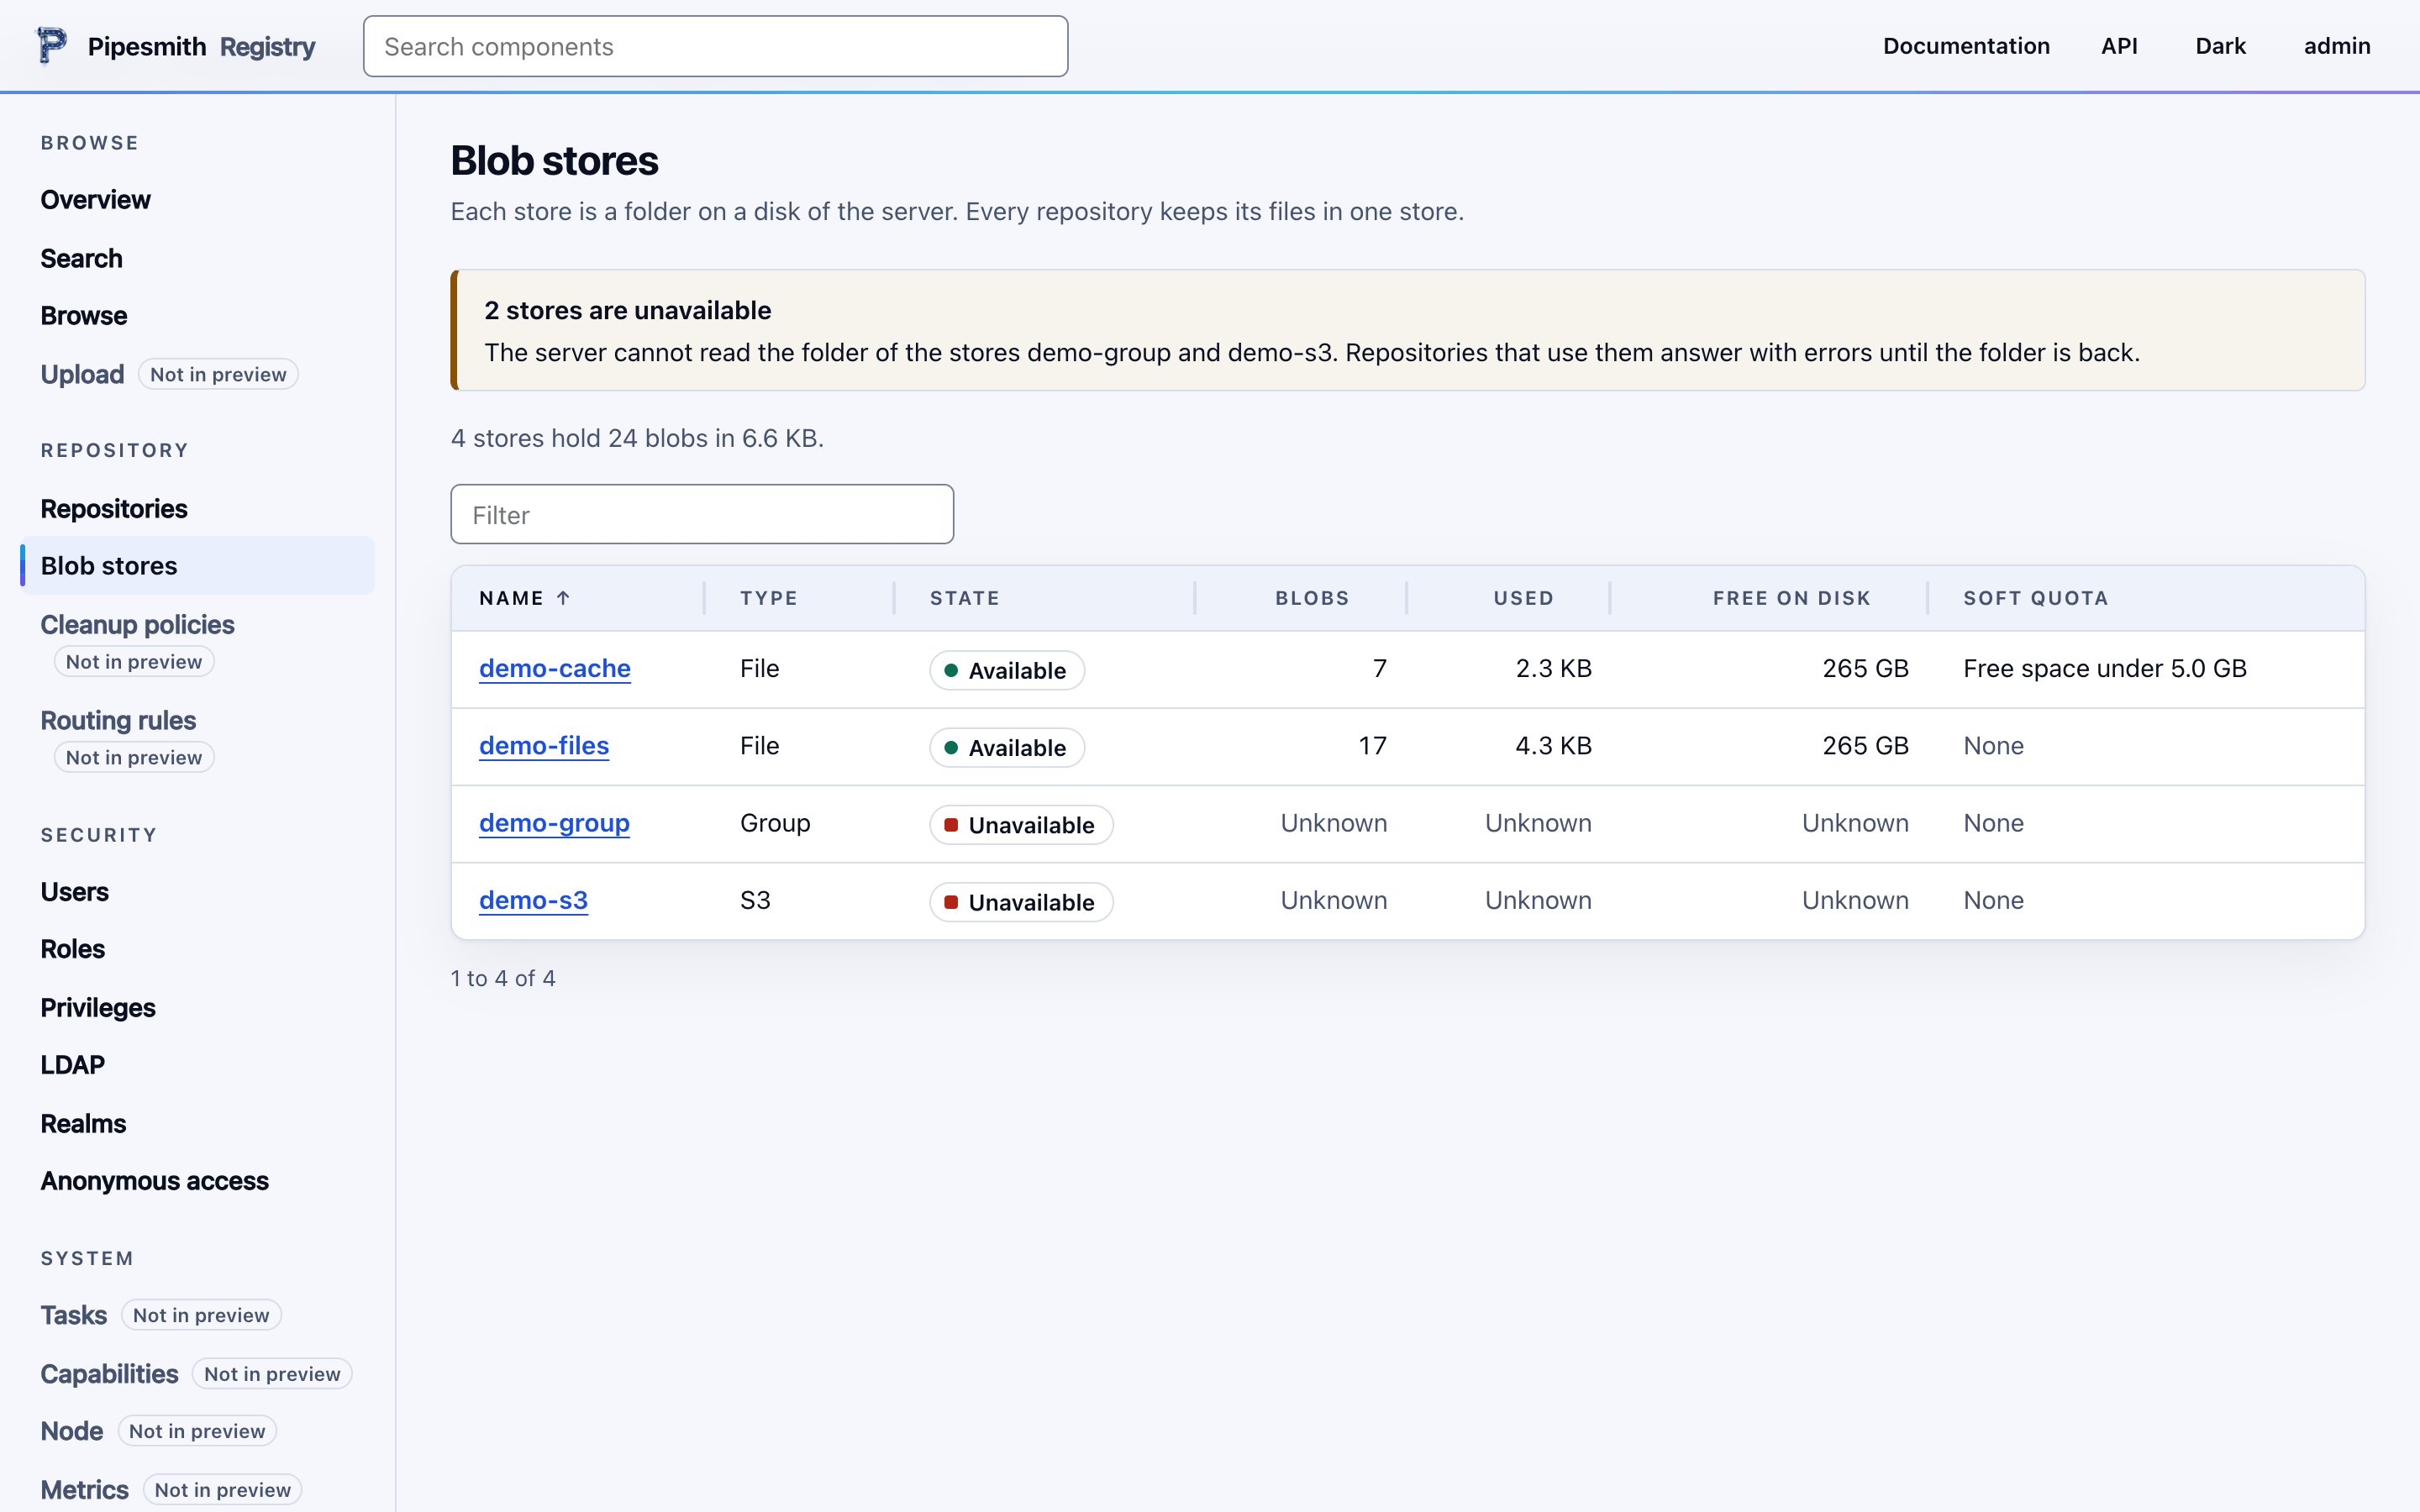 Pipesmith Registry
Search components
Documentation API Dark admin
BROWSE
Overview
Search
Browse
Upload Not in preview
REPOSITORY
Repositories
Blob stores
Cleanup policies
Not in preview
Routing rules
Not in preview
SECURITY
Users
Roles
Privileges
LDAP
Realms
Anonymous access
SYSTEM
Tasks Not in preview
Capabilities Not in preview
Node Not in preview
Metrics Not in preview
Blob stores
Each store is a folder on a disk of the server. Every repository keeps its files in one store.
2 stores are unavailable
The server cannot read the folder of the stores demo-group and demo-s3. Repositories that use them answer with errors until the folder is back.
4 stores hold 24 blobs in 6.6 KB.
Filter
NAME ↑ TYPE STATE BLOBS USED FREE ON DISK SOFT QUOTA
demo-cache File Available 7 2.3 KB 265 GB Free space under 5.0 GB
demo-files File Available 17 4.3 KB 265 GB None
demo-group Group Unavailable Unknown Unknown Unknown None
demo-s3 S3 Unavailable Unknown Unknown Unknown None
1 to 4 of 4